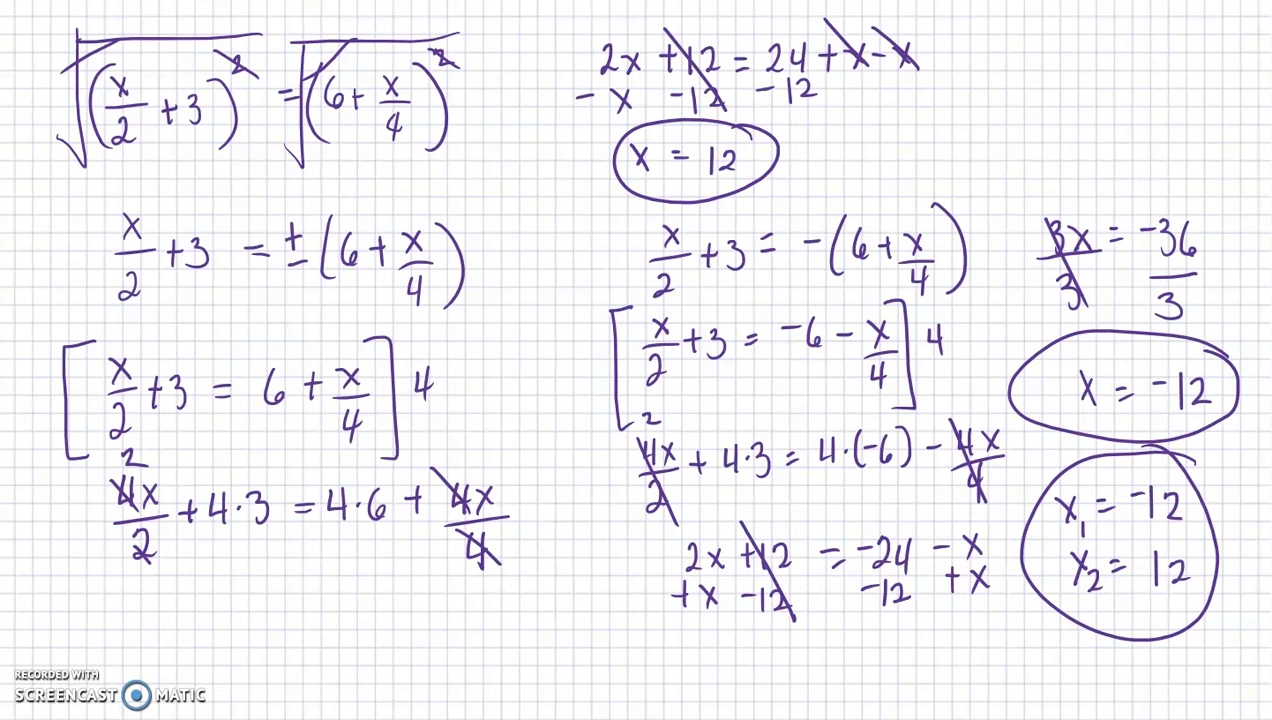 √(x/2 + 3)² = √(6 + x/4)²
x/2 + 3 = ± (6 + x/4)
[x/2 + 3 = 6 + x/4] 4
2
4x/2 + 4·3 = 4·6 + 4x/4
2x + 12 = 24 + x - x
- x - 12 - 12
x = 12
x/2 + 3 = -(6 + x/4)
[x/2 + 3 = -6 - x/4] 4
2
4x/2 + 4·3 = 4·(-6) - 4x/4
2x + 12 = -24 - x
+ x - 12 - 12 + x
3x/3 = -36/3
x = -12
x₁ = -12
x₂ = 12
RECORDED WITH
SCREENCAST MATIC